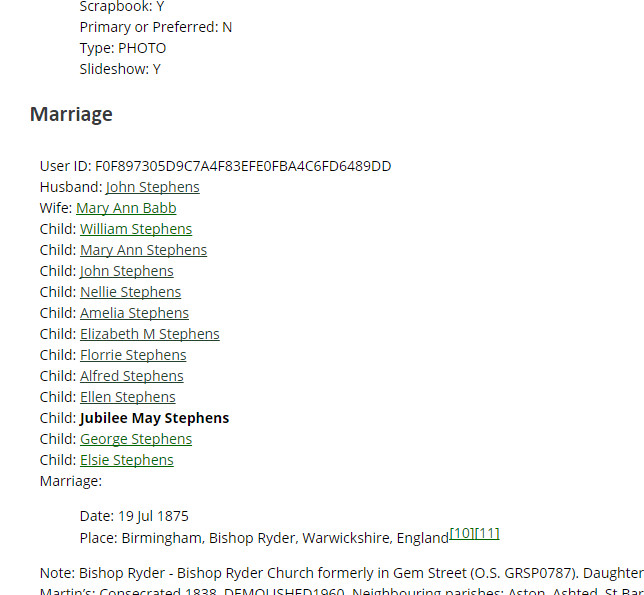 Scrapbook: Y
Primary or Preferred: N
Type: PHOTO
Slideshow: Y
Marriage
User ID: F0F897305D9C7A4F83EFE0FBA4C6FD6489DD
Husband: John Stephens
Wife: Mary Ann Babb
Child: William Stephens
Child: Mary Ann Stephens
Child: John Stephens
Child: Nellie Stephens
Child: Amelia Stephens
Child: Elizabeth M Stephens
Child: Florrie Stephens
Child: Alfred Stephens
Child: Ellen Stephens
Child: Jubilee May Stephens
Child: George Stephens
Child: Elsie Stephens
Marriage:
Date: 19 Jul 1875
Place: Birmingham, Bishop Ryder, Warwickshire, England[10][11]
Note: Bishop Ryder - Bishop Ryder Church formerly in Gem Street (O.S. GRSP0787). Daughter
Martin's: Consecrated 1838, DEMOLISHED1960. Neighbouring parishes: Aston, Ashted, St